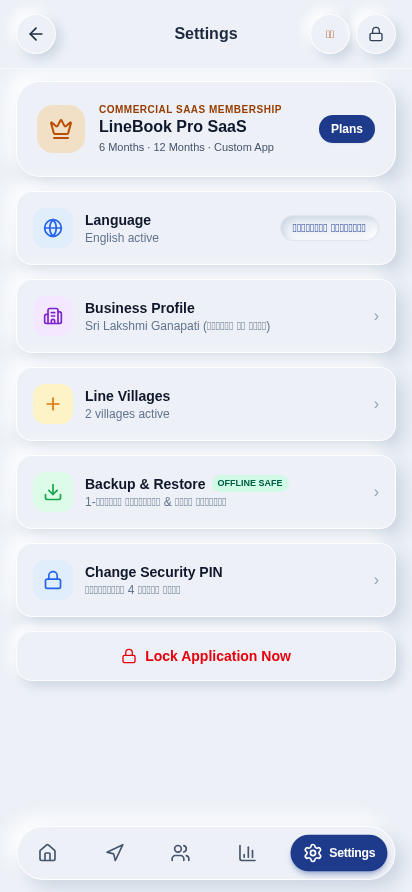 Settings
COMMERCIAL SAAS MEMBERSHIP
LineBook Pro SaaS
6 Months · 12 Months · Custom App
Plans
Language
English active
Business Profile
Sri Lakshmi Ganapati
Line Villages
2 villages active
Backup & Restore
OFFLINE SAFE
1- &
Change Security PIN
4
Lock Application Now
Settings